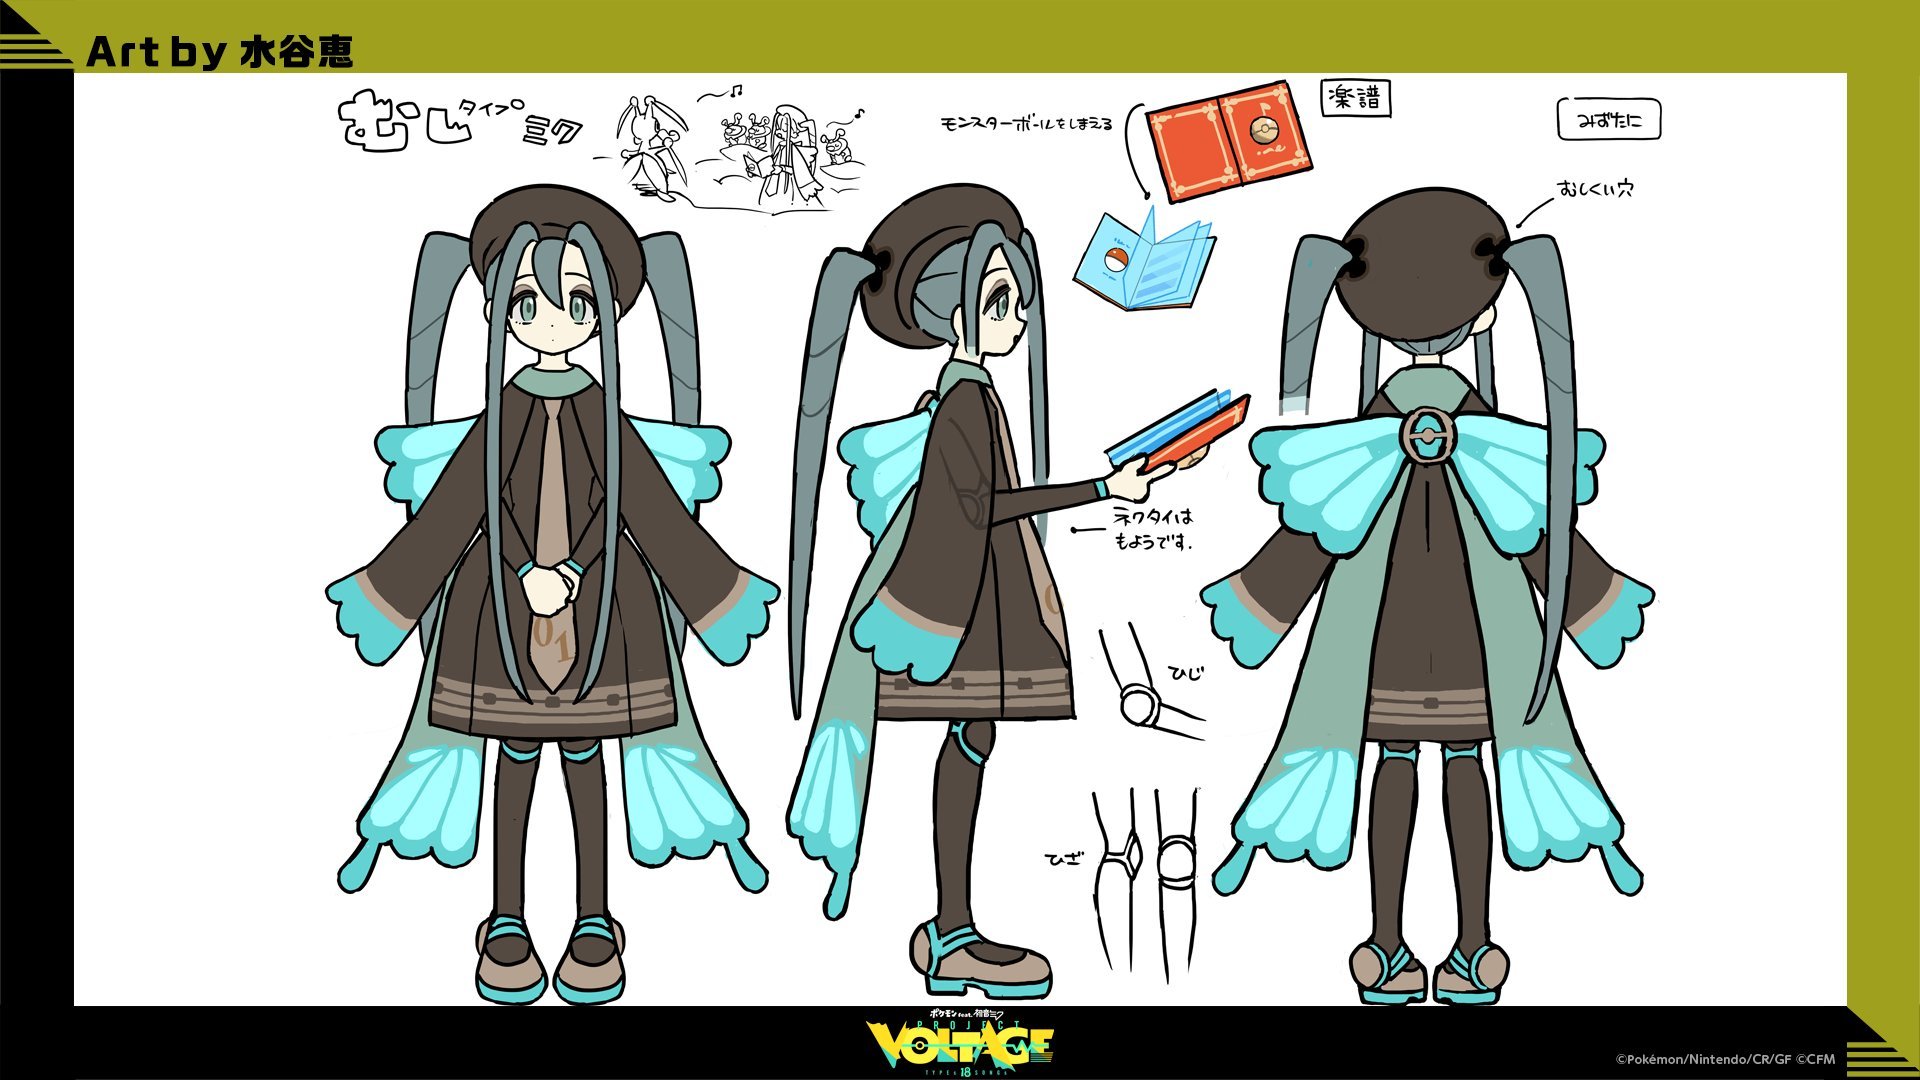 Art by 水谷恵
むしタイプ ミク
モンスターボールをしまえる
楽譜
みずたに
むしくい穴
ネクタイは
もようです.
01
ひじ
ひざ
ポケモン feat. 初音ミク
PROJECT
VOLTAGE
TYPES 18 SONGS
©Pokémon/Nintendo/CR/GF ©CFM